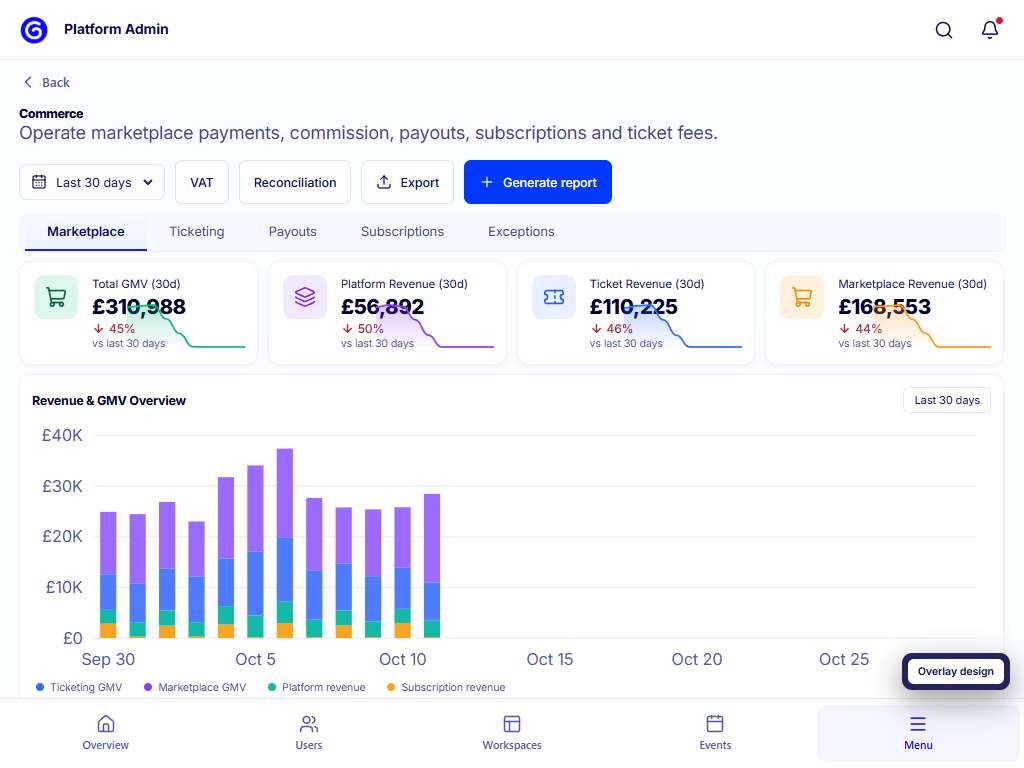 Platform Admin
Back
Commerce
Operate marketplace payments, commission, payouts, subscriptions and ticket fees.
Last 30 days
VAT
Reconciliation
Export
Generate report
Marketplace
Ticketing
Payouts
Subscriptions
Exceptions
Total GMV (30d)
£310,988
45%
vs last 30 days
Platform Revenue (30d)
£56,892
50%
vs last 30 days
Ticket Revenue (30d)
£110,225
46%
vs last 30 days
Marketplace Revenue (30d)
£168,553
44%
vs last 30 days
Revenue & GMV Overview
Last 30 days
£40K
£30K
£20K
£10K
£0
Sep 30
Oct 5
Oct 10
Oct 15
Oct 20
Oct 25
Overlay design
Ticketing GMV
Marketplace GMV
Platform revenue
Subscription revenue
Overview
Users
Workspaces
Events
Menu